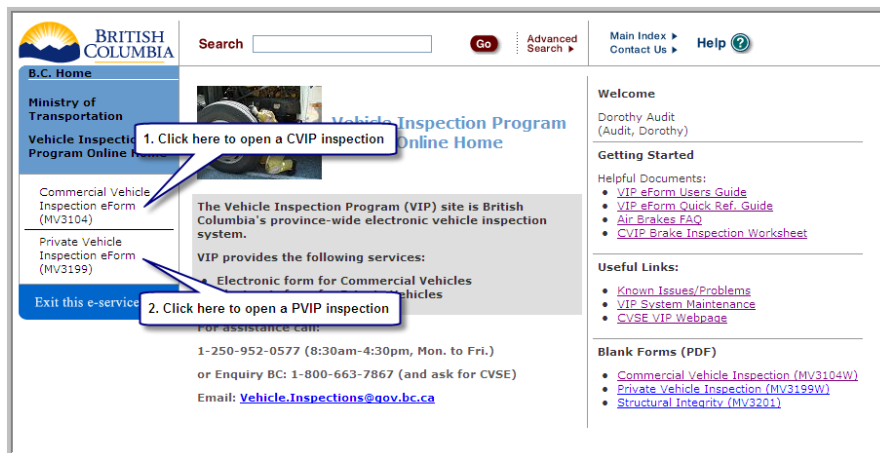 BRITISH
COLUMBIA
Search
Go
Advanced
Search
Main Index
Contact Us
Help ?
B.C. Home
Ministry of
Transportation
Vehicle Inspection
Program Online Home
1. Click here to open a CVIP inspection
Commercial Vehicle
Inspection eForm
(MV3104)
Private Vehicle
Inspection eForm
(MV3199)
Exit this e-service
2. Click here to open a PVIP inspection
Vehicle Inspection Program
Online Home
The Vehicle Inspection Program (VIP) site is British
Columbia's province-wide electronic vehicle inspection
system.
VIP provides the following services:
• Electronic form for Commercial Vehicles
Vehicles
For assistance call:
1-250-952-0577 (8:30am-4:30pm, Mon. to Fri.)
or Enquiry BC: 1-800-663-7867 (and ask for CVSE)
Email: Vehicle.Inspections@gov.bc.ca
Welcome
Dorothy Audit
(Audit, Dorothy)
Getting Started
Helpful Documents:
• VIP eForm Users Guide
• VIP eForm Quick Ref. Guide
• Air Brakes FAQ
• CVIP Brake Inspection Worksheet
Useful Links:
• Known Issues/Problems
• VIP System Maintenance
• CVSE VIP Webpage
Blank Forms (PDF)
• Commercial Vehicle Inspection (MV3104W)
• Private Vehicle Inspection (MV3199W)
• Structural Integrity (MV3201)